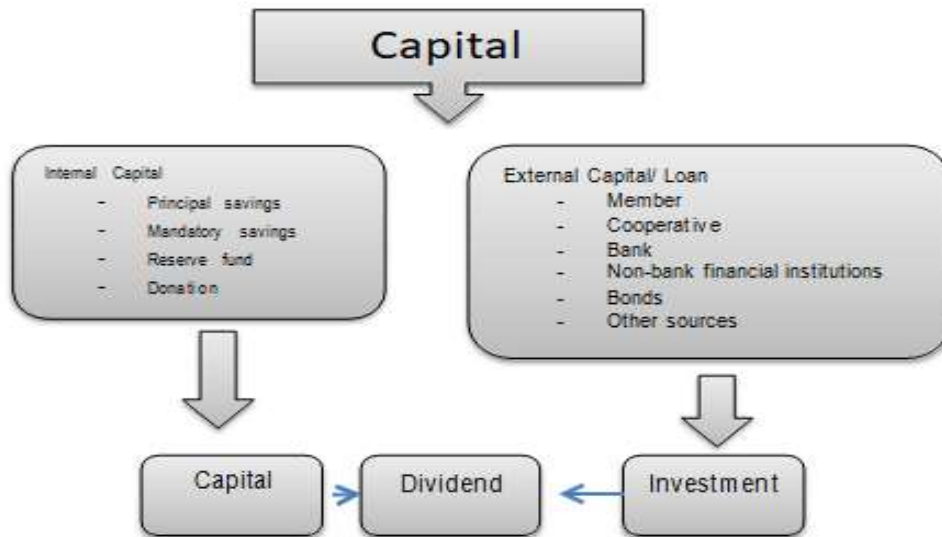 Capital
Internal Capital
- Principal savings
- Mandatory savings
- Reserve fund
- Donation
External Capital/ Loan
- Member
- Cooperative
- Bank
- Non-bank financial institutions
- Bonds
- Other sources
Capital
Dividend
Investment